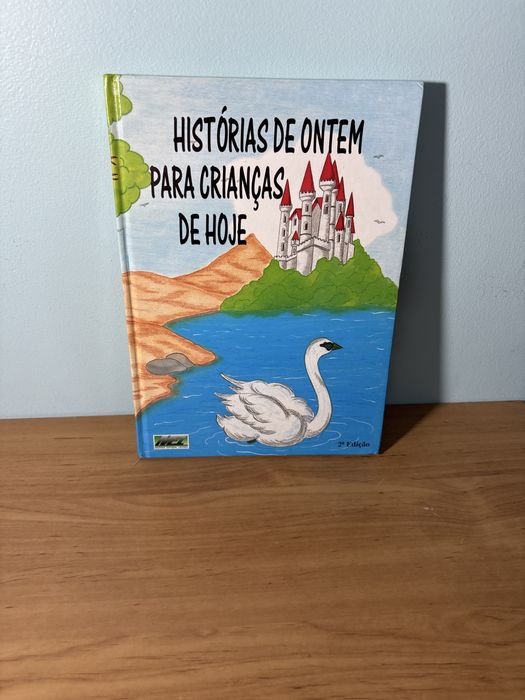 HISTÓRIAS DE ONTEM
PARA CRIANÇAS
DE HOJE
2ª Edição